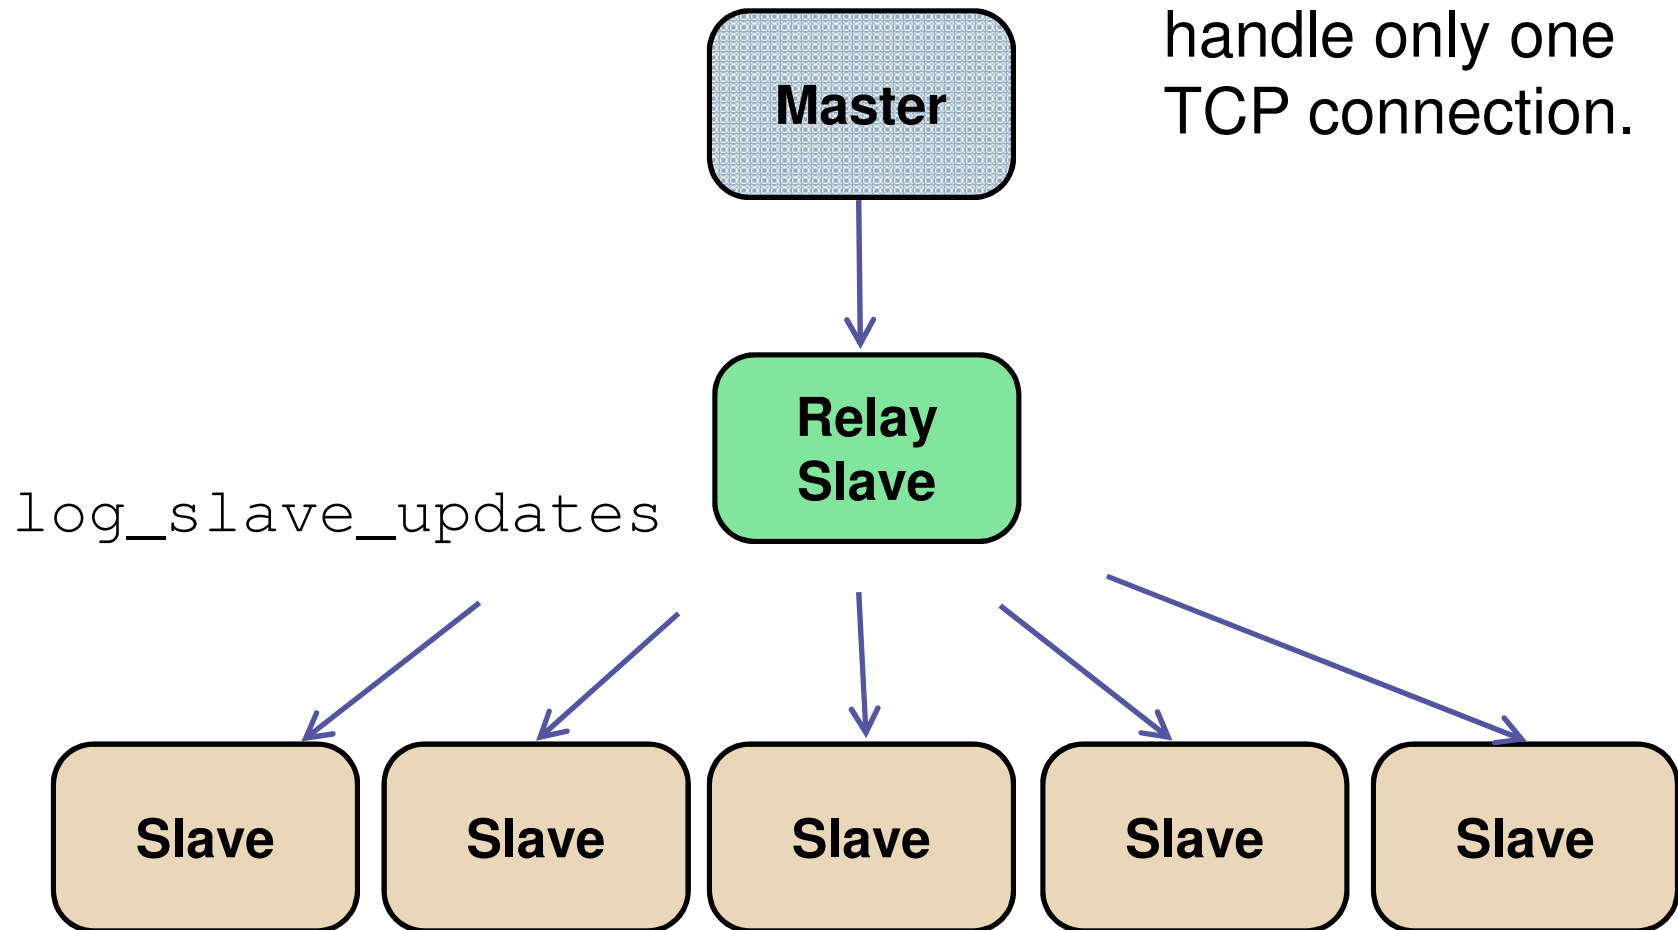 handle only one
TCP connection.
Master
Relay
Slave
log_slave_updates
Slave
Slave
Slave
Slave
Slave